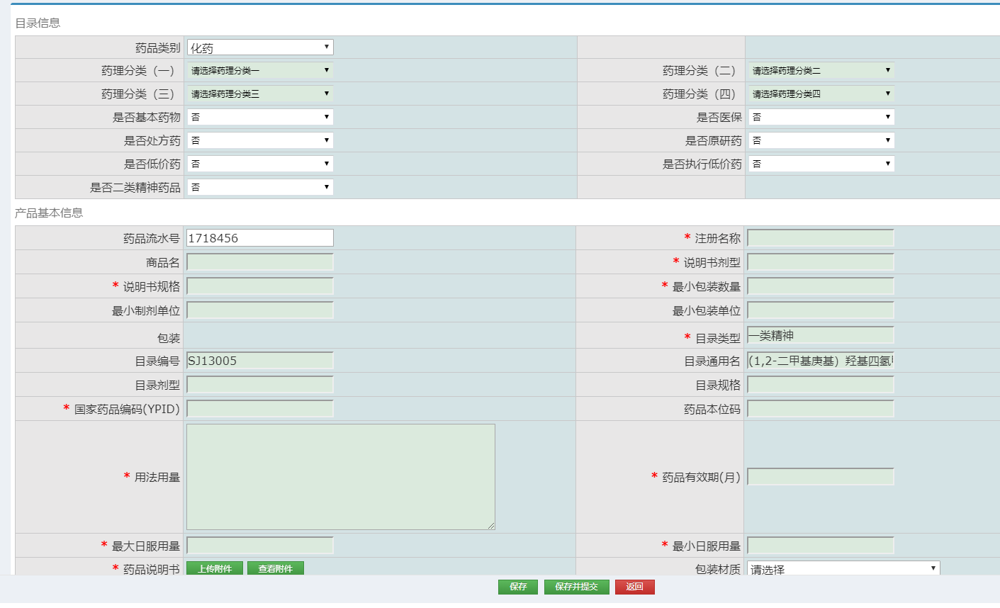 目录信息
药品类别 化药
药理分类（一） 请选择药理分类一 药理分类（二） 请选择药理分类二
药理分类（三） 请选择药理分类三 药理分类（四） 请选择药理分类四
是否基本药物 否 是否医保 否
是否处方药 否 是否原研药 否
是否低价药 否 是否执行低价药 否
是否二类精神药品 否
产品基本信息
药品流水号 1718456 * 注册名称
商品名 * 说明书剂型
* 说明书规格 * 最小包装数量
最小制剂单位 最小包装单位
包装 * 目录类型 一类精神
目录编号 SJ13005 目录通用名 (1,2-二甲基庚基）羟基四氢
目录剂型 目录规格
* 国家药品编码(YPID) 药品本位码
* 用法用量 * 药品有效期(月)
* 最大日服用量 * 最小日服用量
* 药品说明书 上传附件 查看附件 包装材质 请选择
保存 保存并提交 返回